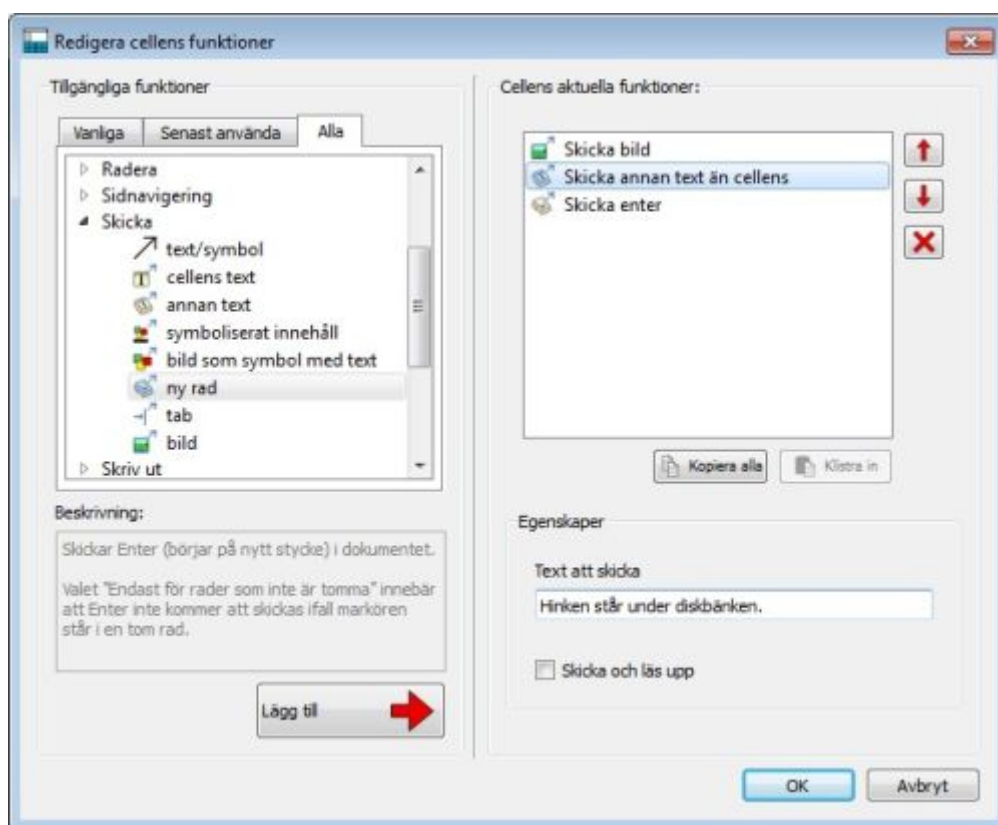 Redigera cellens funktioner
Tillgängliga funktioner
Vanliga
Senast använda
Alla
Radera
Sidnavigering
Skicka
text/symbol
cellens text
annan text
symboliserat innehåll
bild som symbol med text
ny rad
tab
bild
Skriv ut
Beskrivning:
Skickar Enter (börjar på nytt stycke) i dokumentet.
Valet "Endast för rader som inte är tomma" innebär
att Enter inte kommer att skickas ifall markören
står i en tom rad.
Lägg till
Cellens aktuella funktioner:
Skicka bild
Skicka annan text än cellens
Skicka enter
Kopiera alla
Klistra in
Egenskaper
Text att skicka
Hinken står under diskbänken.
Skicka och läs upp
OK
Avbryt